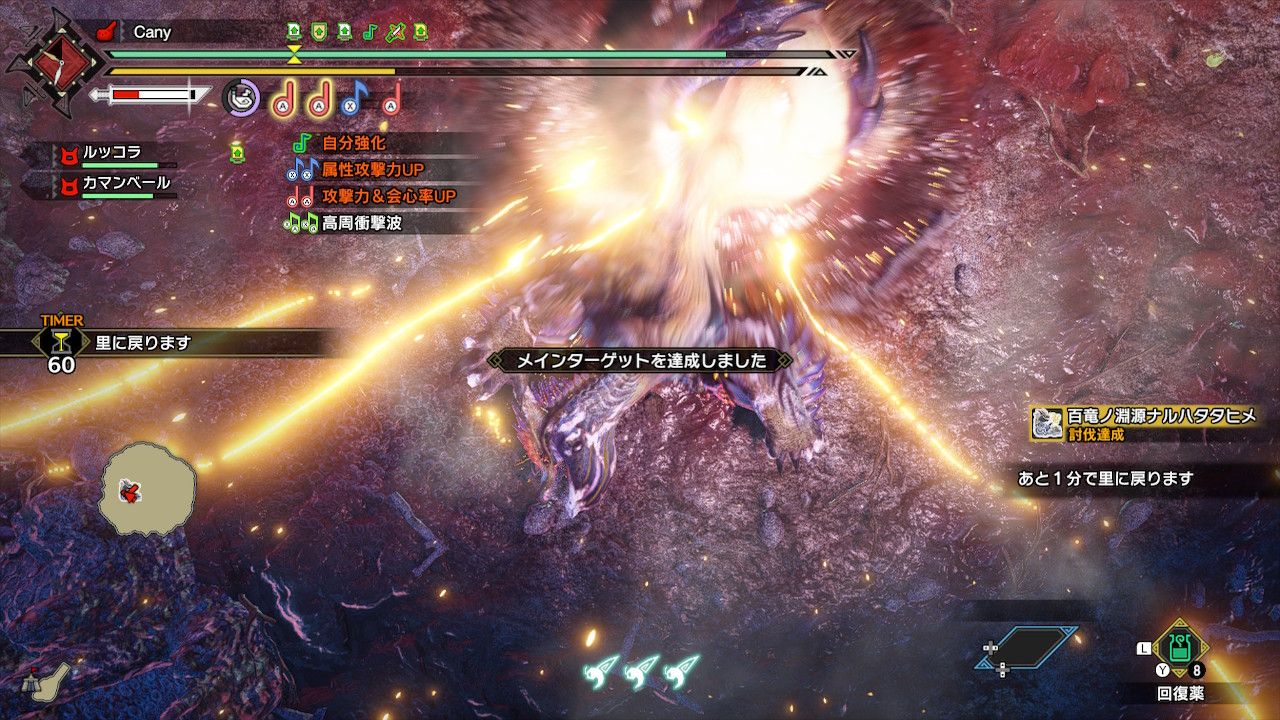 Cany
A
A
X
A
自分強化
ルッコラ
X X 属性攻撃力UP
カマンベール
A A 攻撃力&会心率UP
高周衝撃波
TIMER
里に戻ります
60
メインターゲットを達成しました
百竜ノ淵源ナルハタタヒメ
討伐達成
あと1分で里に戻ります
L
Y 8
回復薬